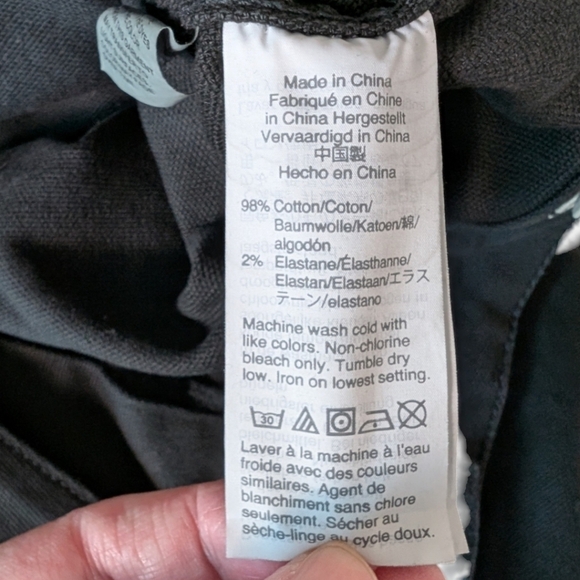 Made in China
Fabriqué en Chine
in China Hergestellt
Vervaardigd in China
中国製
Hecho en China
98% Cotton/Coton/
Baumwolle/Katoen/綿/
algodón
2% Elastane/Élasthanne/
Elastan/Elastaan/エラス
テーン/elastano
Machine wash cold with
like colors. Non-chlorine
bleach only. Tumble dry
low. Iron on lowest setting.
30
Laver à la machine à l'eau
froide avec des couleurs
similaires. Agent de
blanchiment sans chlore
seulement. Sécher au
sèche-linge au cycle doux.